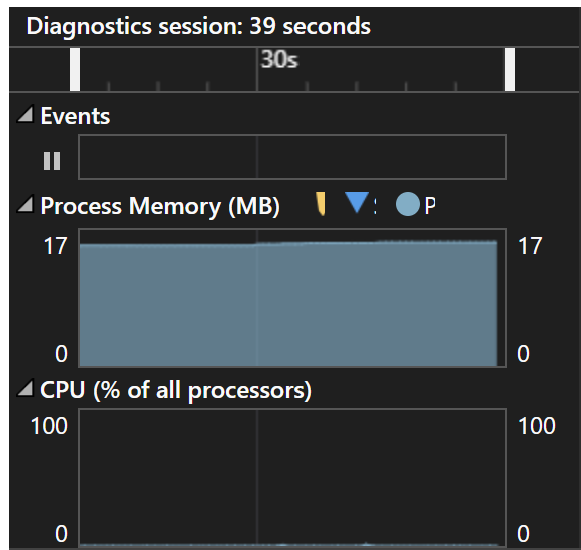 Diagnostics session: 39 seconds
30s
Events
Process Memory (MB)
P
17
17
0
0
CPU (% of all processors)
100
100
0
0